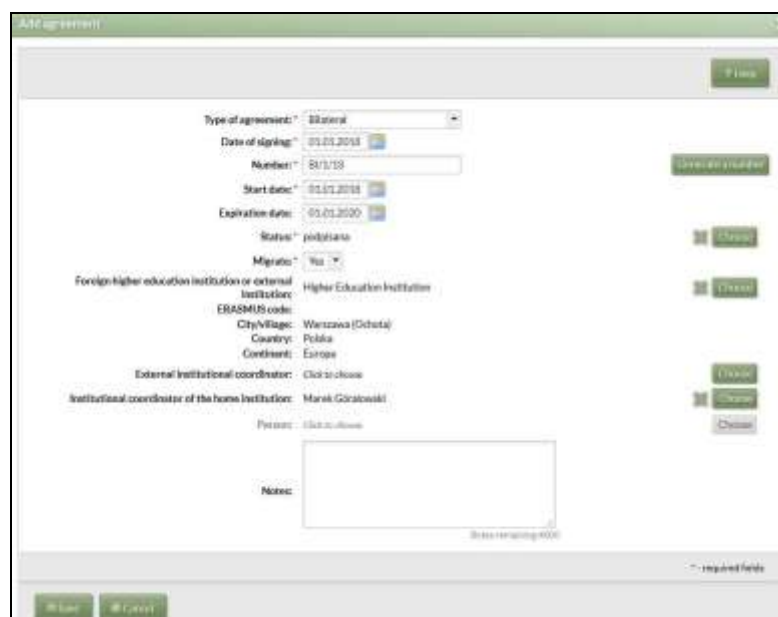 Add agreement
Type of agreement: * Bilateral
Date of signing: * 01.01.2018
Number: * BI/1/18 Generate a number
Start date: * 01.01.2018
Expiration date: 01.01.2020
Status: * podpisana Choose
Migrate: * Yes
Foreign higher education institution or external
institution: Higher Education Institution Choose
ERASMUS code:
City/village: Warszawa (Ochota)
Country: Polska
Continent: Europa
External institutional coordinator: Click to choose Choose
Institutional coordinator of the home institution: Marek Góralowski Choose
Person: Click to choose Choose
Notes:
Bytes remaining: 4000
* - required fields
Save Cancel